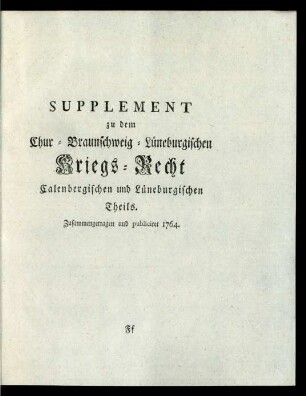 SUPPLEMENT
zu dem
Chur-Braunschweig-Lüneburgischen
Kriegs-Recht
Calenbergischen und Lüneburgischen
Theils.
Zusammengetragen und publiciret 1764.
Ff